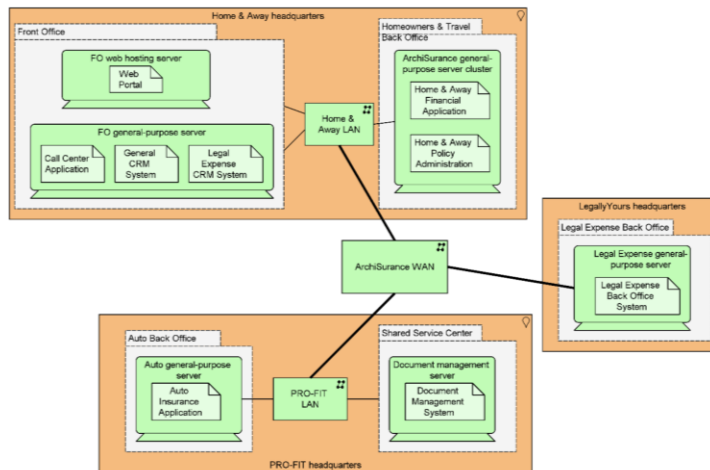 Home & Away headquarters
Front Office
FO web hosting server
Web
Portal
FO general-purpose server
Call Center
Application
General
CRM
System
Legal
Expense
CRM System
Home &
Away LAN
Homeowners & Travel
Back Office
ArchiSurance general-
purpose server cluster
Home & Away
Financial
Application
Home & Away
Policy
Administration
ArchiSurance WAN
LegallyYours headquarters
Legal Expense Back Office
Legal Expense general-
purpose server
Legal Expense
Back Office
System
Auto Back Office
Auto general-purpose
server
Auto
Insurance
Application
PRO-FIT
LAN
Shared Service Center
Document management
server
Document
Management
System
PRO-FIT headquarters